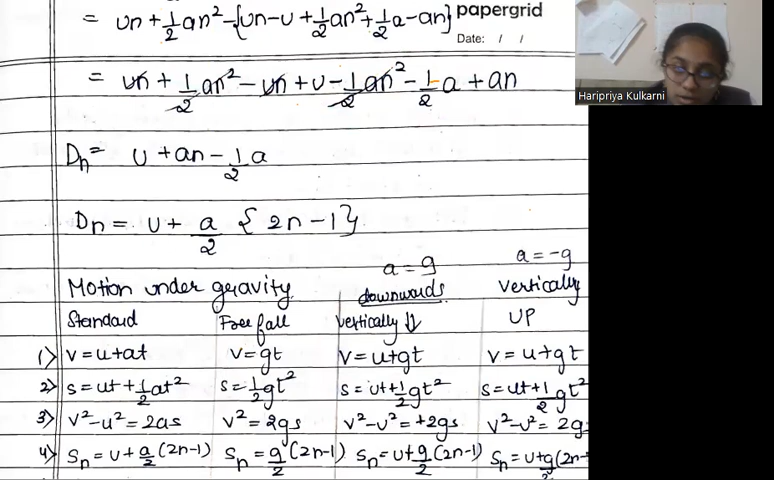 = un + 1/2 an² - {un - u + 1/2 an² + 1/2 a - an}
papergrid
Date: / /
= un + 1/2 an² - un + u - 1/2 an² - 1/2 a + an
Dn = u + an - 1/2 a
Dn = u + a/2 {2n-1}
Motion under gravity a = g downwards a = -g vertically
Standard Free fall vertically ↓↓ UP
1) v = u+at v = gt v = u+gt v = u+gt
2) s = ut + 1/2 at² s = 1/2 gt² s = ut + 1/2 gt² s = ut + 1/2 gt²
3) v² - u² = 2as v² = 2gs v² - u² = +2gs v² - u² = 2g
4) Sn = u + a/2 (2n-1) Sn = g/2 (2n-1) Sn = u + g/2 (2n-1) Sn = u + g/2 (2n-
Haripriya Kulkarni